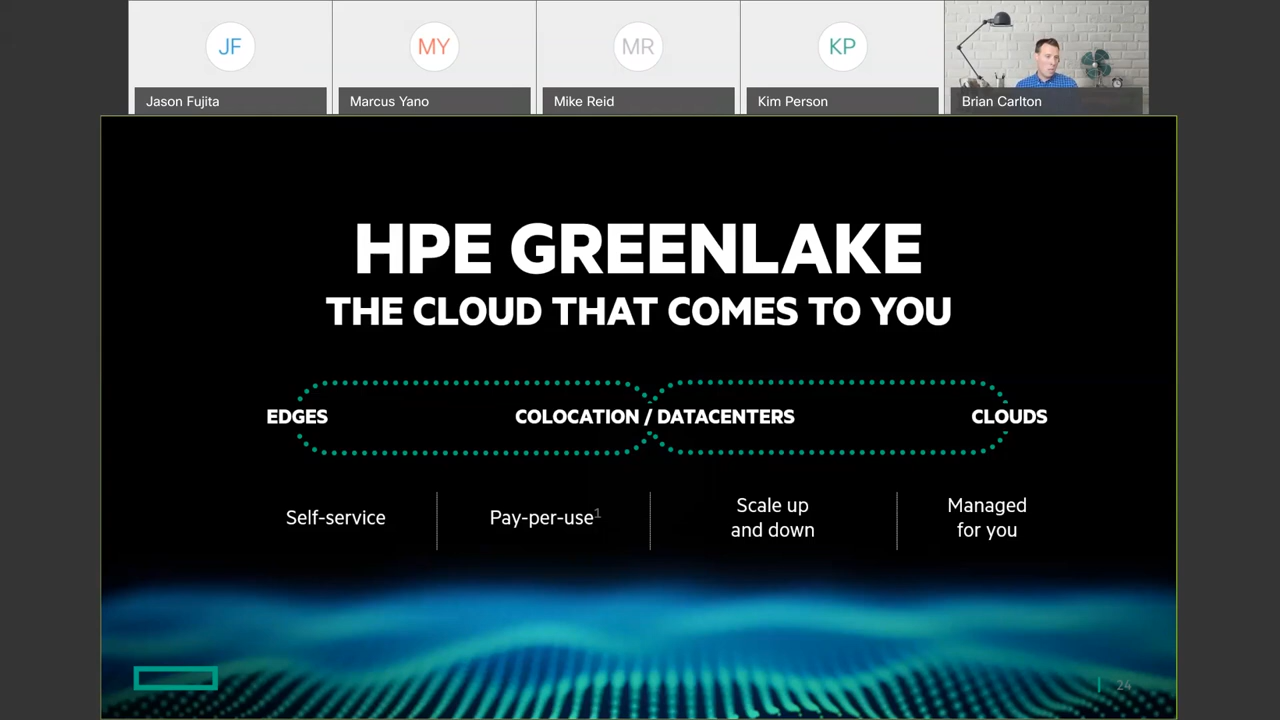 JF
MY
MR
KP
Jason Fujita
Marcus Yano
Mike Reid
Kim Person
Brian Carlton
HPE GREENLAKE
THE CLOUD THAT COMES TO YOU
EDGES
COLOCATION / DATACENTERS
CLOUDS
Self-service
Pay-per-use¹
Scale up
and down
Managed
for you
24